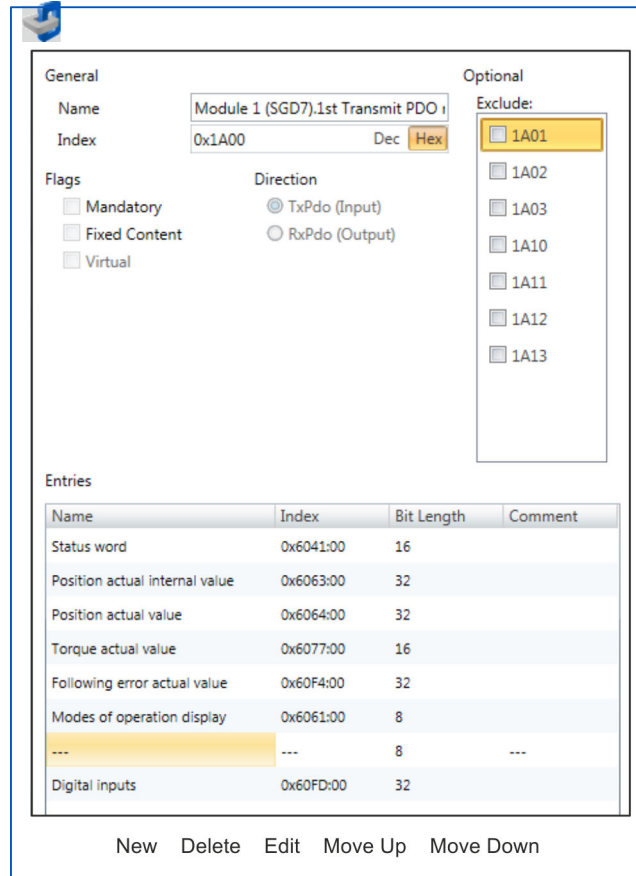 General
Name Module 1 (SGD7).1st Transmit PDO
Index 0x1A00 Dec Hex
Flags
Mandatory
Fixed Content
Virtual
Direction
TxPdo (Input)
RxPdo (Output)
Optional
Exclude:
1A01
1A02
1A03
1A10
1A11
1A12
1A13
Entries
Name Index Bit Length Comment
Status word 0x6041:00 16
Position actual internal value 0x6063:00 32
Position actual value 0x6064:00 32
Torque actual value 0x6077:00 16
Following error actual value 0x60F4:00 32
Modes of operation display 0x6061:00 8
--- --- 8 ---
Digital inputs 0x60FD:00 32
New Delete Edit Move Up Move Down